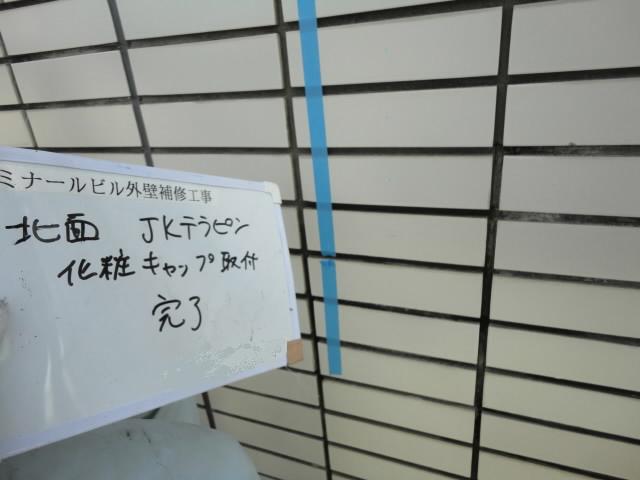 ミナールビル外壁補修工事
北面 JKテラピン
化粧キャップ取付
完了